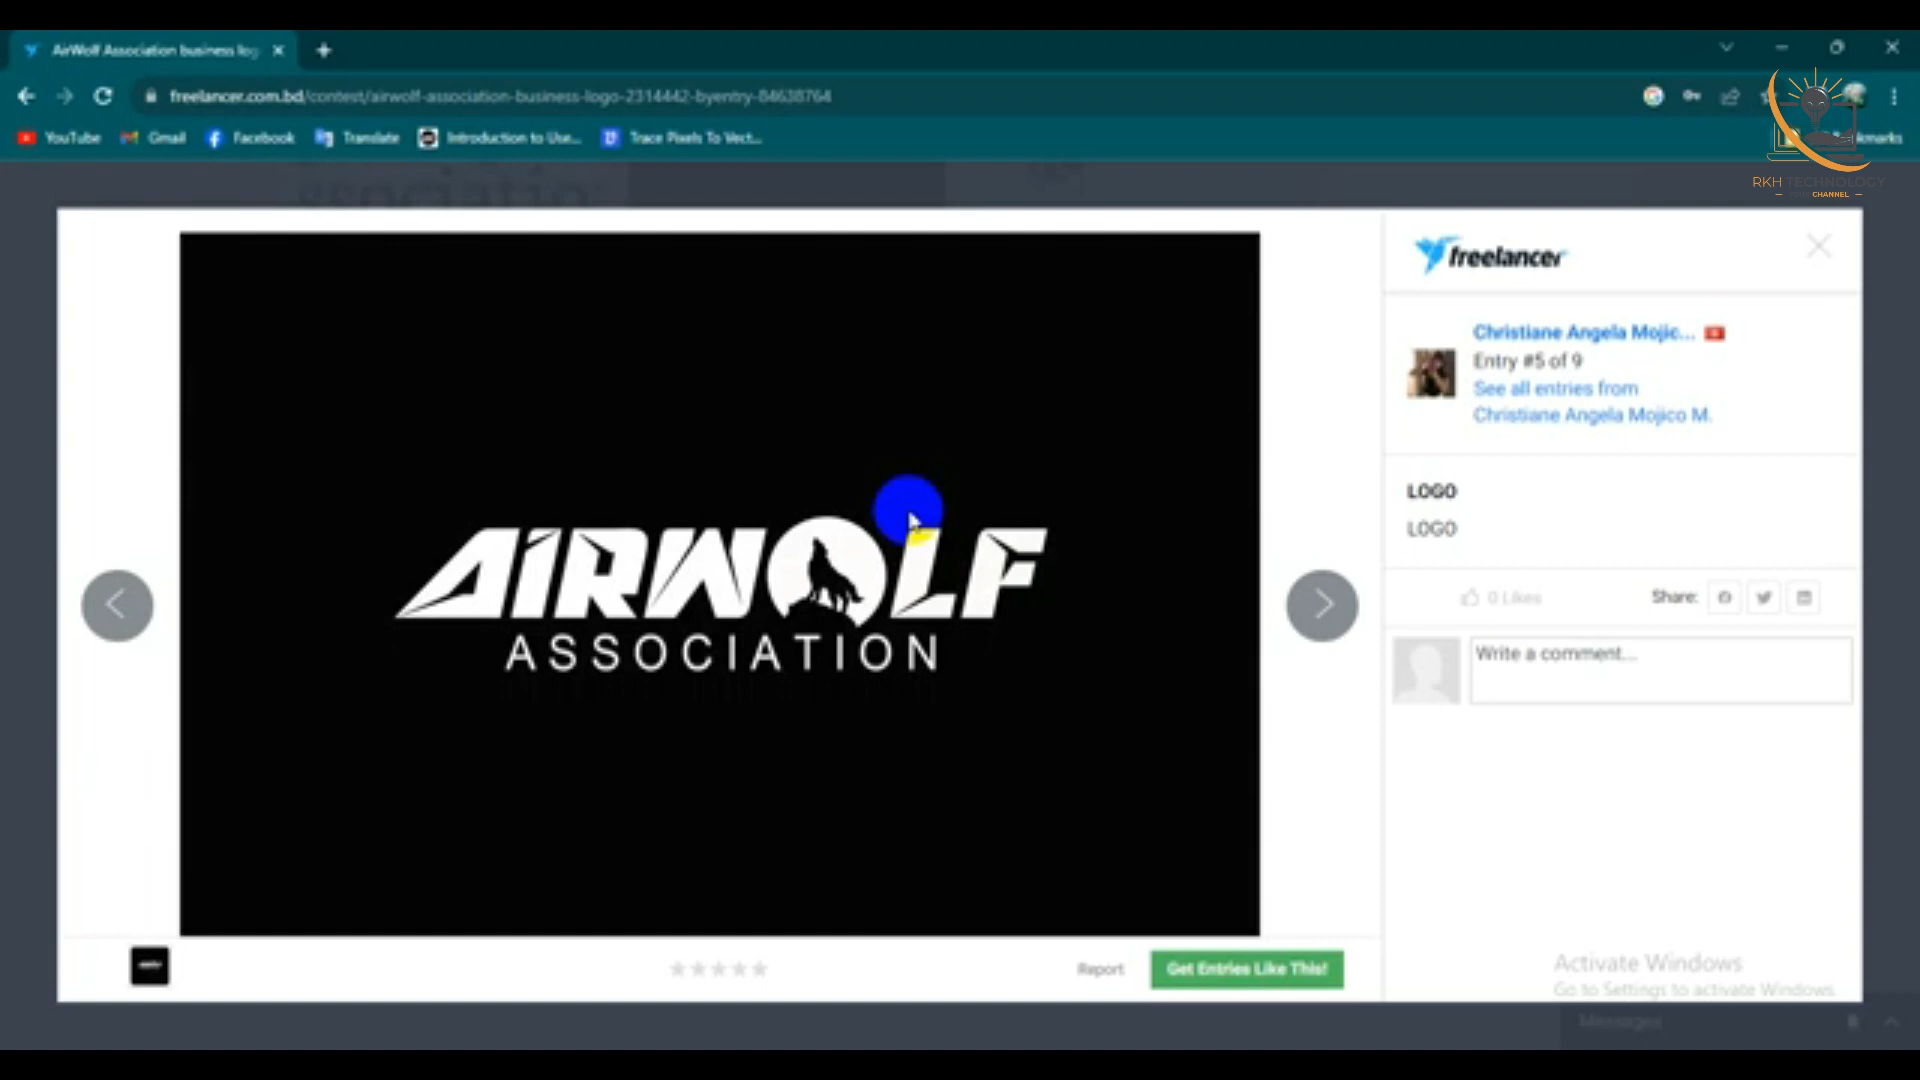 AirWolf Association business log
freelancer.com.bd/contest/airwolf-association-business-logo-2314442-byentry-84638764
YouTube
Gmail
Facebook
Translate
Introduction to Use...
Trace Pixels To Vect...
RKH TECHNOLOGY
CHANNEL
freelancer
Christiane Angela Mojic...
Entry #5 of 9
See all entries from
Christiane Angela Mojico M.
LOGO
LOGO
AIRWOLF
ASSOCIATION
0 Likes
Share:
Write a comment...
Report
Get Entries Like This!
Activate Windows
Go to Settings to activate Windows.
Messages